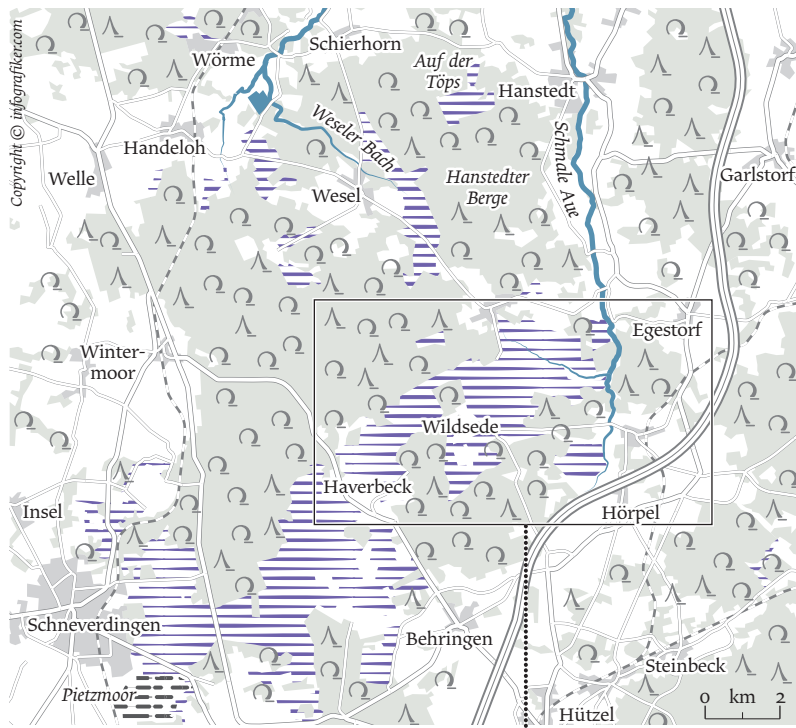 Copyright © infografiker.com
Wörme
Schierhorn
Auf der
Töps
Hanstedt
Handeloh
Weseler Bach
Schmale Aue
Welle
Wesel
Hanstedter
Berge
Garlstorf
Egestorf
Winter-
moor
Wildsede
Haverbeck
Insel
Hörpel
Schneverdingen
Behringen
Steinbeck
Pietzmoor
Hützel
0 km 2